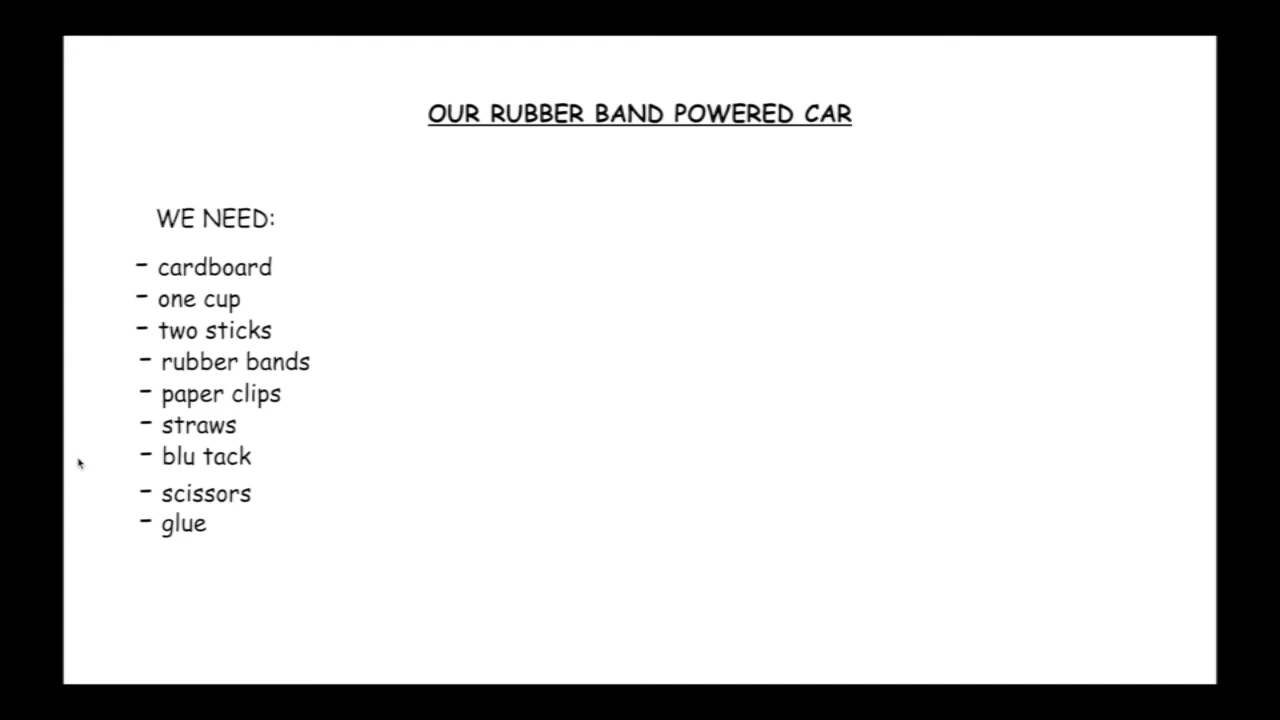 OUR RUBBER BAND POWERED CAR
WE NEED:
- cardboard
- one cup
- two sticks
- rubber bands
- paper clips
- straws
- blu tack
- scissors
- glue